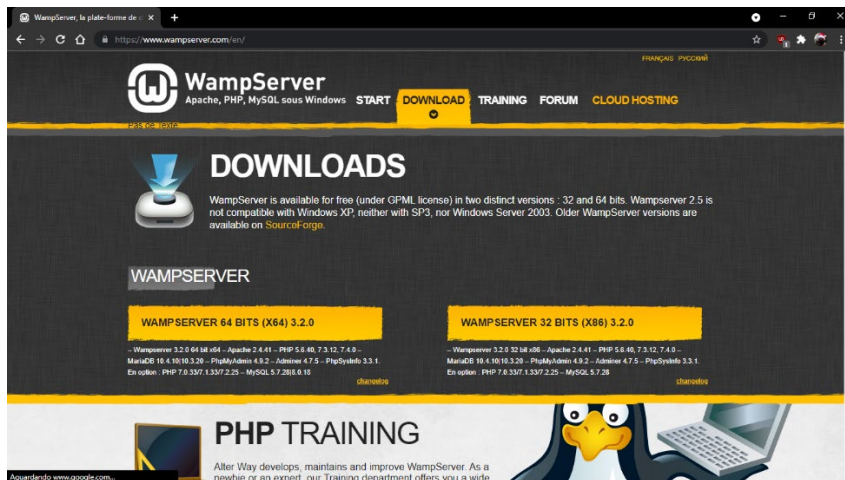 WampServer, la plate-forme de d
https://www.wampserver.com/en/
FRANÇAIS РУССКИЙ
WampServer
Apache, PHP, MySQL sous Windows
START DOWNLOAD TRAINING FORUM CLOUD HOSTING
Pas de Texte
DOWNLOADS
WampServer is available for free (under GPML license) in two distinct versions : 32 and 64 bits. Wampserver 2.5 is
not compatible with Windows XP, neither with SP3, nor Windows Server 2003. Older WampServer versions are
available on SourceForge.
WAMPSERVER
WAMPSERVER 64 BITS (X64) 3.2.0
– Wampserver 3.2.0 64 bit x64 – Apache 2.4.41 – PHP 5.6.40, 7.3.12, 7.4.0 –
MariaDB 10.4.10|10.3.20 – PhpMyAdmin 4.9.2 – Adminer 4.7.5 – PhpSysInfo 3.3.1.
En option : PHP 7.0.33/7.1.33/7.2.25 – MySQL 5.7.28|8.0.18
changelog
WAMPSERVER 32 BITS (X86) 3.2.0
– Wampserver 3.2.0 32 bit x86 – Apache 2.4.41 – PHP 5.6.40, 7.3.12, 7.4.0 –
MariaDB 10.4.10|10.3.20 – PhpMyAdmin 4.9.2 – Adminer 4.7.5 – PhpSysInfo 3.3.1.
En option : PHP 7.0.33/7.1.33/7.2.25 – MySQL 5.7.28
changelog
PHP TRAINING
Alter Way develops, maintains and improve WampServer. As a
newbie or an expert, our Training department offers you a wide
Aguardando www.google.com...